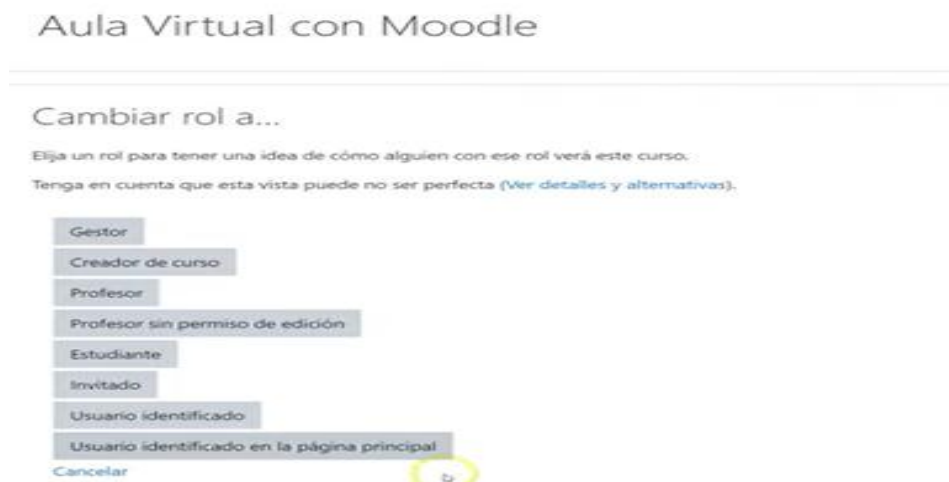 Aula Virtual con Moodle
Cambiar rol a...
Elija un rol para tener una idea de cómo alguien con ese rol verá este curso.
Tenga en cuenta que esta vista puede no ser perfecta (Ver detalles y alternativas).
Gestor
Creador de curso
Profesor
Profesor sin permiso de edición
Estudiante
Invitado
Usuario identificado
Usuario identificado en la página principal
Cancelar